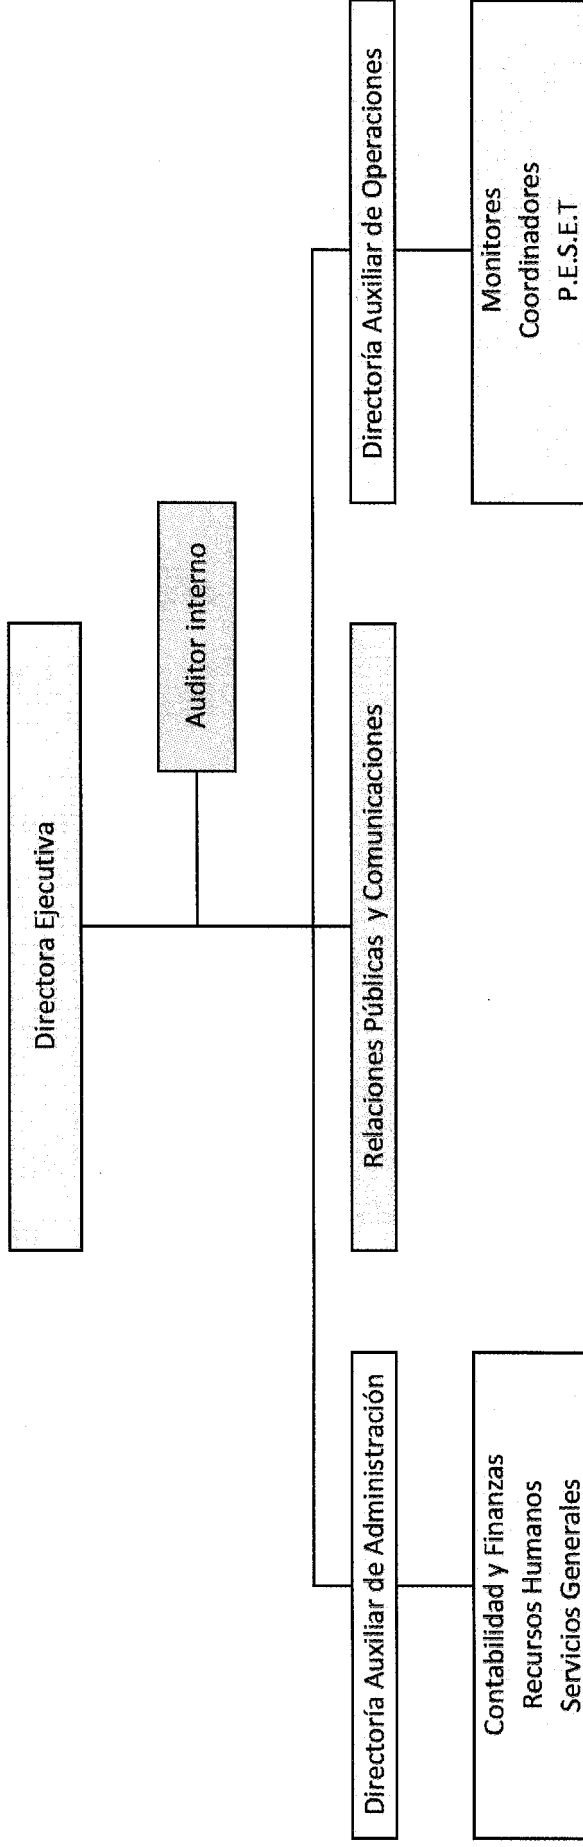 Directora Ejecutiva
Auditor interno
Directoría Auxiliar de Administración
Relaciones Públicas y Comunicaciones
Directoría Auxiliar de Operaciones
Contabilidad y Finanzas
Recursos Humanos
Servicios Generales
Monitores
Coordinadores
P.E.S.E.T